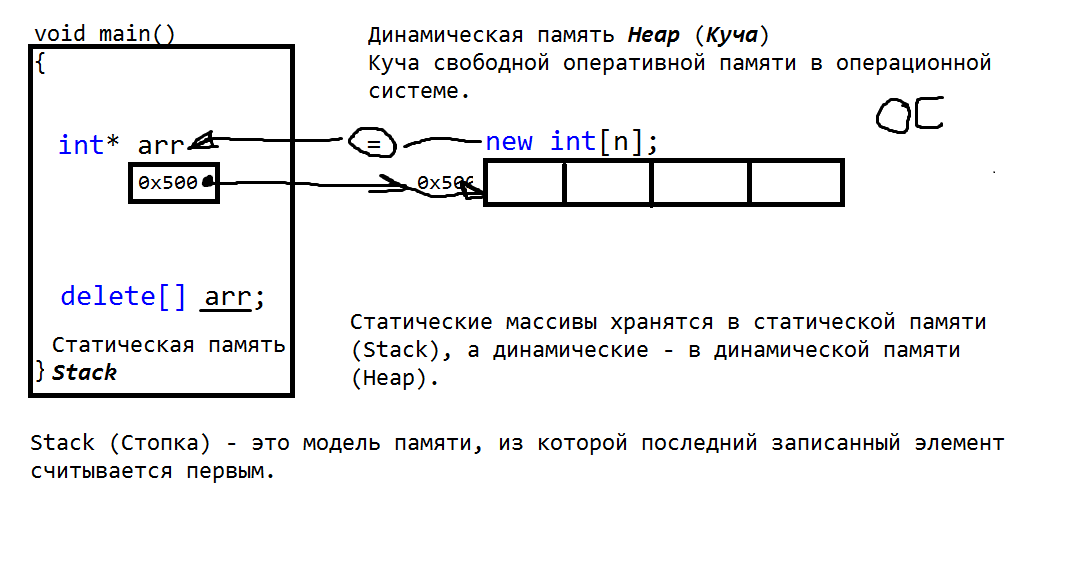 void main()
{
Динамическая память Heap (Куча)
Куча свободной оперативной памяти в операционной
системе.
ОС
int* arr = new int[n];
0x500 0x500
delete[] arr;
Статическая память
} Stack
Статические массивы хранятся в статической памяти
(Stack), а динамические - в динамической памяти
(Heap).
Stack (Стопка) - это модель памяти, из которой последний записанный элемент
считывается первым.